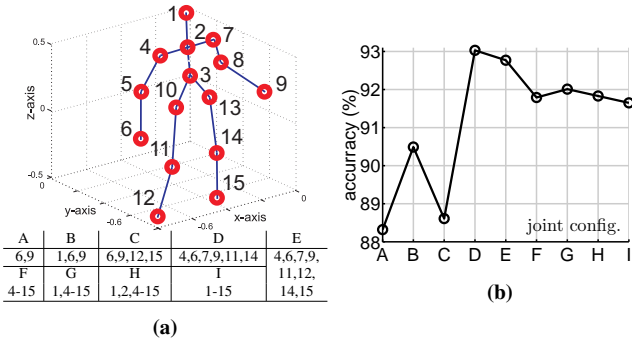 1
2
7
4
8
3
5
9
10
13
6
11
14
12
15
0.5
0
-0.5
0
-0.6
-0.6
0
z-axis
y-axis
x-axis
A B C D E
6,9 1,6,9 6,9,12,15 4,6,7,9,11,14 4,6,7,9,
F G H I 11,12,
4-15 1,4-15 1,2,4-15 1-15 14,15
(a)
93
92
91
90
89
88
accurracy (%)
joint config.
A B C D E F G H I
(b)